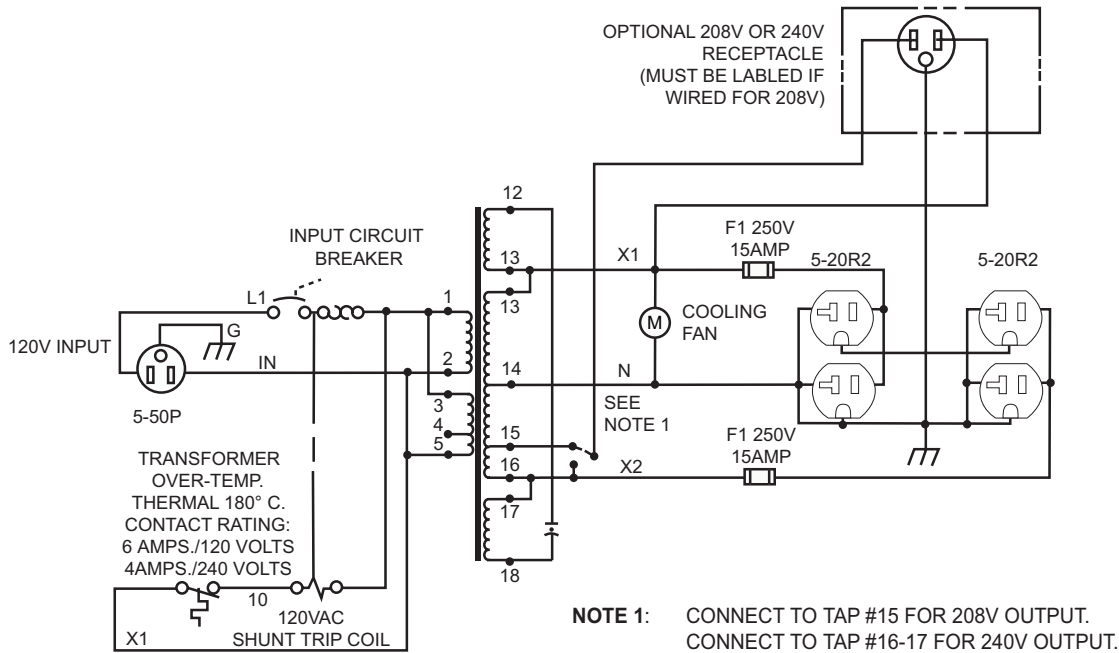 OPTIONAL 208V OR 240V
RECEPTACLE
(MUST BE LABLED IF
WIRED FOR 208V)
12
INPUT CIRCUIT
BREAKER
F1 250V
15AMP
13
X1
5-20R2
5-20R2
L1
1
13
COOLING
FAN
M
G
120V INPUT
IN
2
14
N
5-50P
3
SEE
NOTE 1
4
5
15
F1 250V
15AMP
16
X2
TRANSFORMER
OVER-TEMP.
THERMAL 180° C.
CONTACT RATING:
6 AMPS./120 VOLTS
4AMPS./240 VOLTS
17
18
10
120VAC
SHUNT TRIP COIL
X1
NOTE 1: CONNECT TO TAP #15 FOR 208V OUTPUT.
CONNECT TO TAP #16-17 FOR 240V OUTPUT.